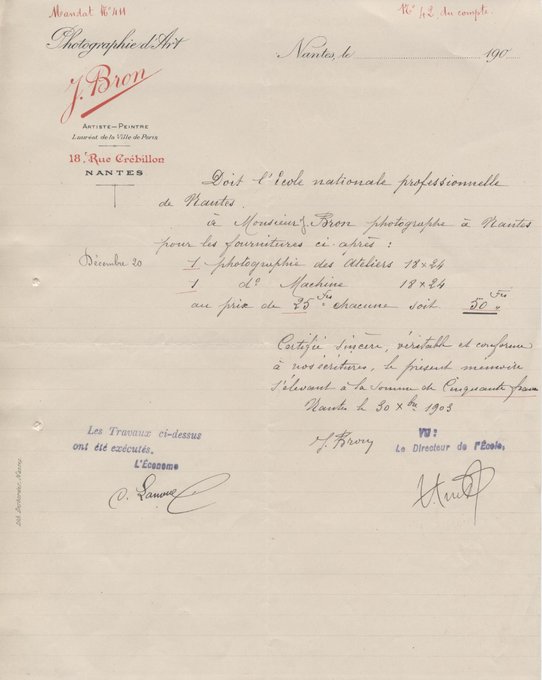 Mandat N° 411
N° 42 du compte
Photographie d'Art
J. Bron
ARTISTE–PEINTRE
Lauréat de la Ville de Paris
18, Rue Crébillon
NANTES
Nantes, le 190
Doit l'École nationale professionnelle
de Nantes.
à Monsieur J. Bron photographe à Nantes
pour les fournitures ci-après :
Décembre 20 1 photographie des Ateliers 18 x 24
1 d° Machine 18 x 24
au prix de 25 Frs chacune soit 50 Frs
Certifié sincère, véritable et conforme
à nos écritures, le présent mémoire
s'élevant à la somme de Cinquante francs
Nantes le 30 Xbre 1903
J. Bron
Les Travaux ci-dessus
ont été exécutés.
L'Économe
VU:
Le Directeur de l'École,